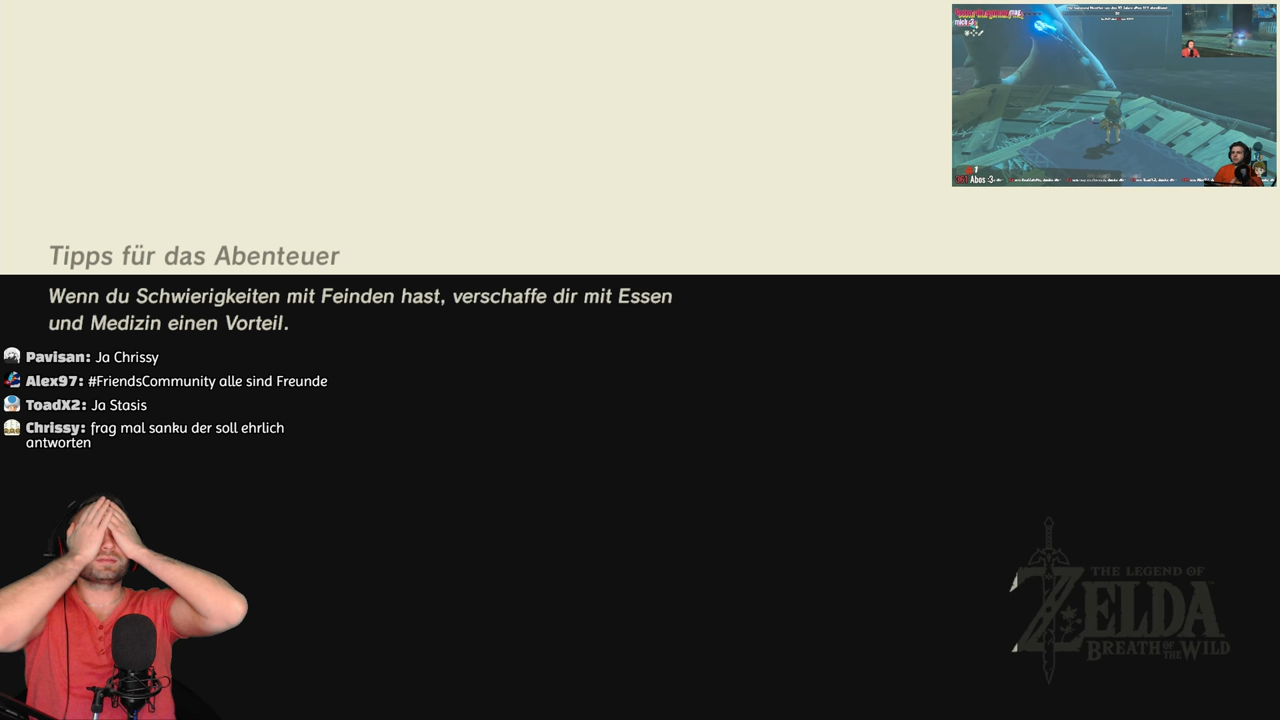 Tipps für das Abenteuer
Wenn du Schwierigkeiten mit Feinden hast, verschaffe dir mit Essen
und Medizin einen Vorteil.
Pavisan: Ja Chrissy
Alex97: #FriendsCommunity alle sind Freunde
ToadX2: Ja Stasis
Chrissy: frag mal sanku der soll ehrlich
antworten
Abos :3
THE LEGEND OF
ZELDA
BREATH OF THE WILD